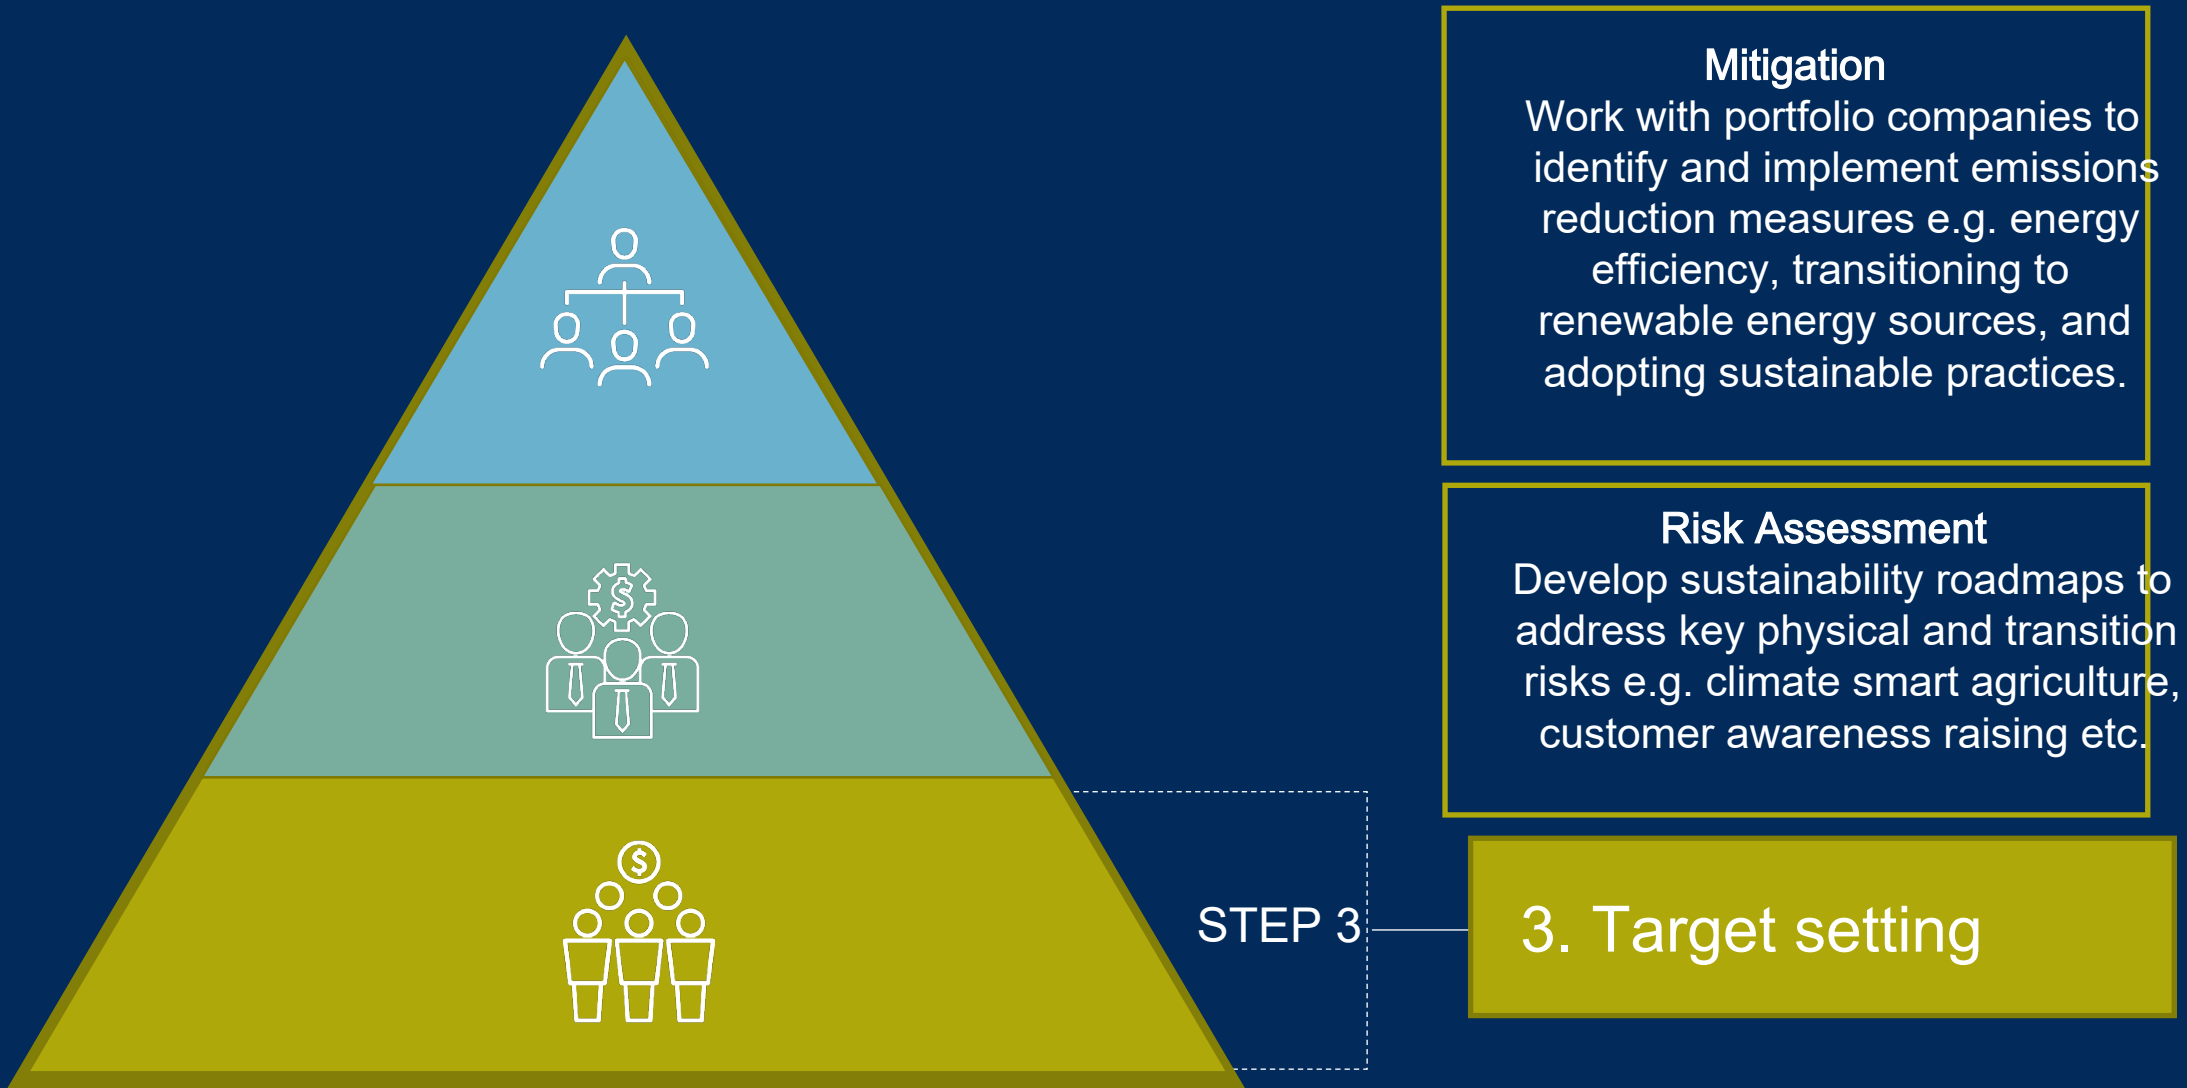 Mitigation
Work with portfolio companies to
identify and implement emissions
reduction measures e.g. energy
efficiency, transitioning to
renewable energy sources, and
adopting sustainable practices.
Risk Assessment
Develop sustainability roadmaps to
address key physical and transition
risks e.g. climate smart agriculture,
customer awareness raising etc.
$
$
STEP 3
3. Target setting